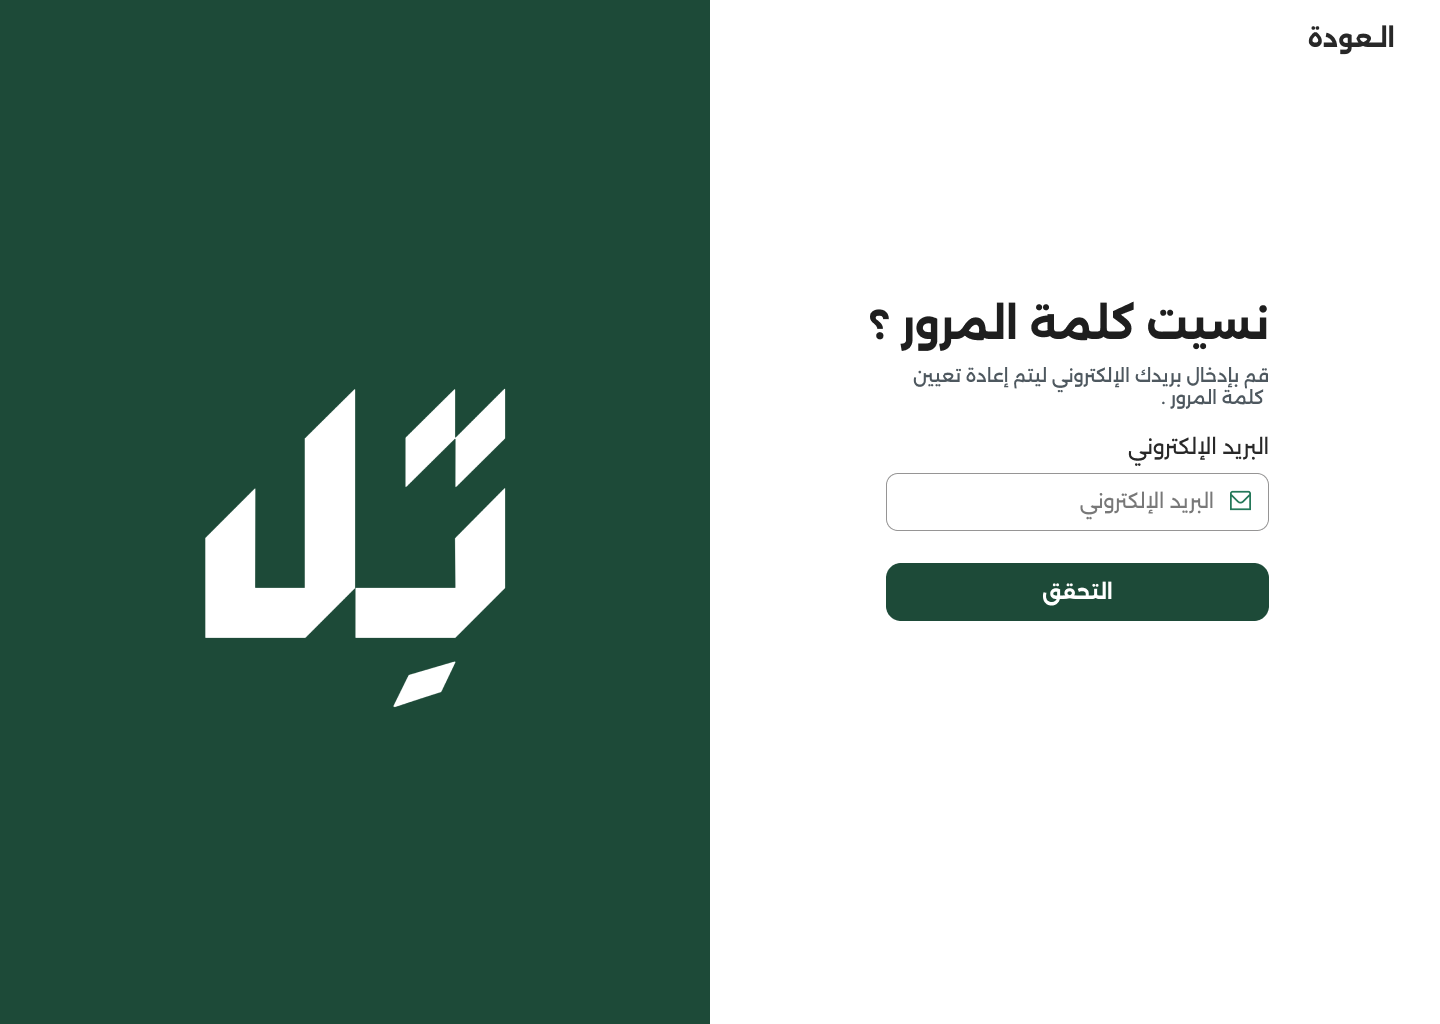 العودة
نسيت كلمة المرور ؟
قم بإدخال بريدك الإلكتروني ليتم إعادة تعيين
كلمة المرور .
البريد الإلكتروني
البريد الإلكتروني
التحقق
تِل